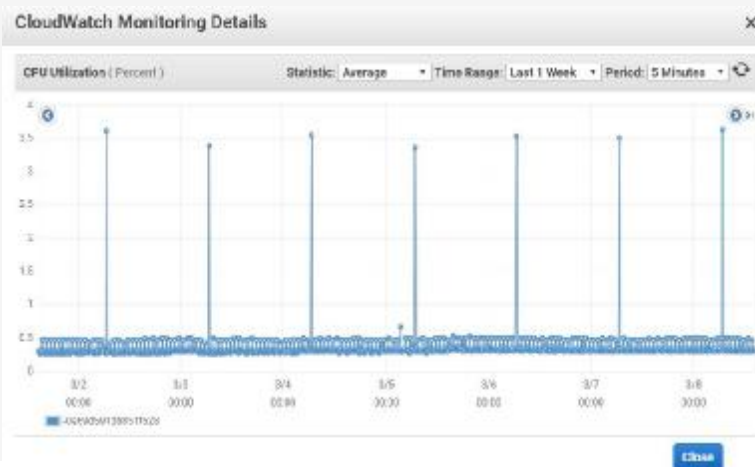 CloudWatch Monitoring Details
CPU Utilization ( Percent ) Statistic: Average Time Range: Last 1 Week Period: 5 Minutes
3.5
3
2.5
2
1.5
1
0.5
0
3/2 3/3 3/4 3/5 3/6 3/7 3/8
00:00 00:00 00:00 00:00 00:00 00:00 00:00
Close